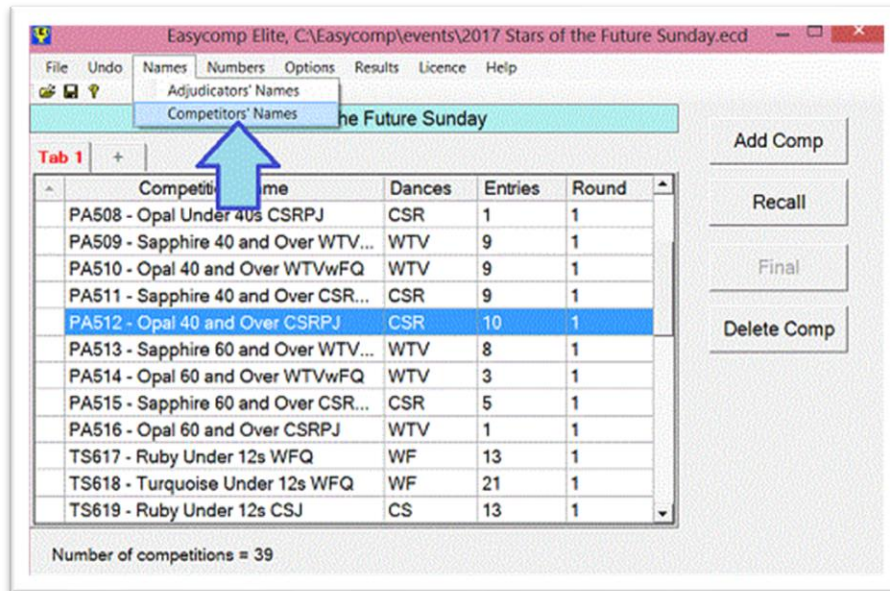 Easycomp Elite, C:\Easycomp\events\2017 Stars of the Future Sunday.ecd
File Undo Names Numbers Options Results Licence Help
Adjudicators' Names
Competitors' Names
he Future Sunday
Tab 1 +
Competiti me Dances Entries Round
PA508 - Opal Under 40s CSRPJ CSR 1 1
PA509 - Sapphire 40 and Over WTV... WTV 9 1
PA510 - Opal 40 and Over WTVwFQ WTV 9 1
PA511 - Sapphire 40 and Over CSR... CSR 9 1
PA512 - Opal 40 and Over CSRPJ CSR 10 1
PA513 - Sapphire 60 and Over WTV... WTV 8 1
PA514 - Opal 60 and Over WTVwFQ WTV 3 1
PA515 - Sapphire 60 and Over CSR... CSR 5 1
PA516 - Opal 60 and Over CSRPJ WTV 1 1
TS617 - Ruby Under 12s WFQ WF 13 1
TS618 - Turquoise Under 12s WFQ WF 21 1
TS619 - Ruby Under 12s CSJ CS 13 1
Number of competitions = 39
Add Comp
Recall
Final
Delete Comp